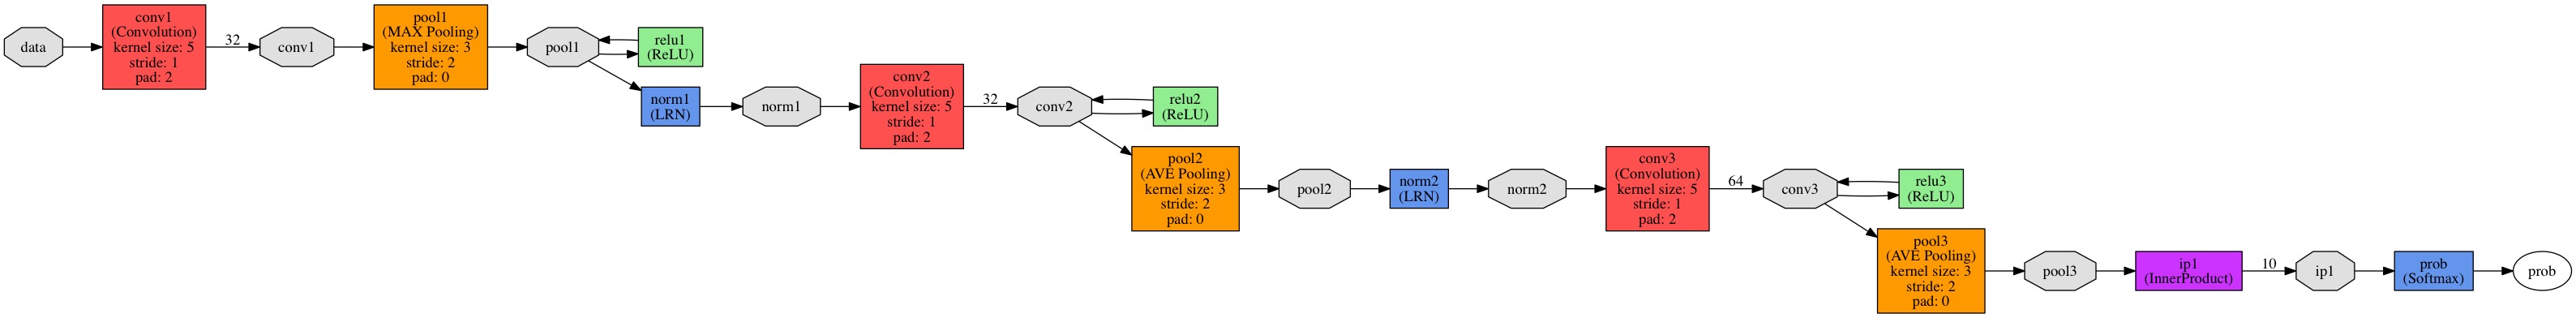 data
conv1
(Convolution)
kernel size: 5
stride: 1
pad: 2
32
conv1
pool1
(MAX Pooling)
kernel size: 3
stride: 2
pad: 0
pool1
relu1
(ReLU)
norm1
(LRN)
norm1
conv2
(Convolution)
kernel size: 5
stride: 1
pad: 2
32
conv2
relu2
(ReLU)
pool2
(AVE Pooling)
kernel size: 3
stride: 2
pad: 0
pool2
norm2
(LRN)
norm2
conv3
(Convolution)
kernel size: 5
stride: 1
pad: 2
64
conv3
relu3
(ReLU)
pool3
(AVE Pooling)
kernel size: 3
stride: 2
pad: 0
pool3
ip1
(InnerProduct)
10
ip1
prob
(Softmax)
prob